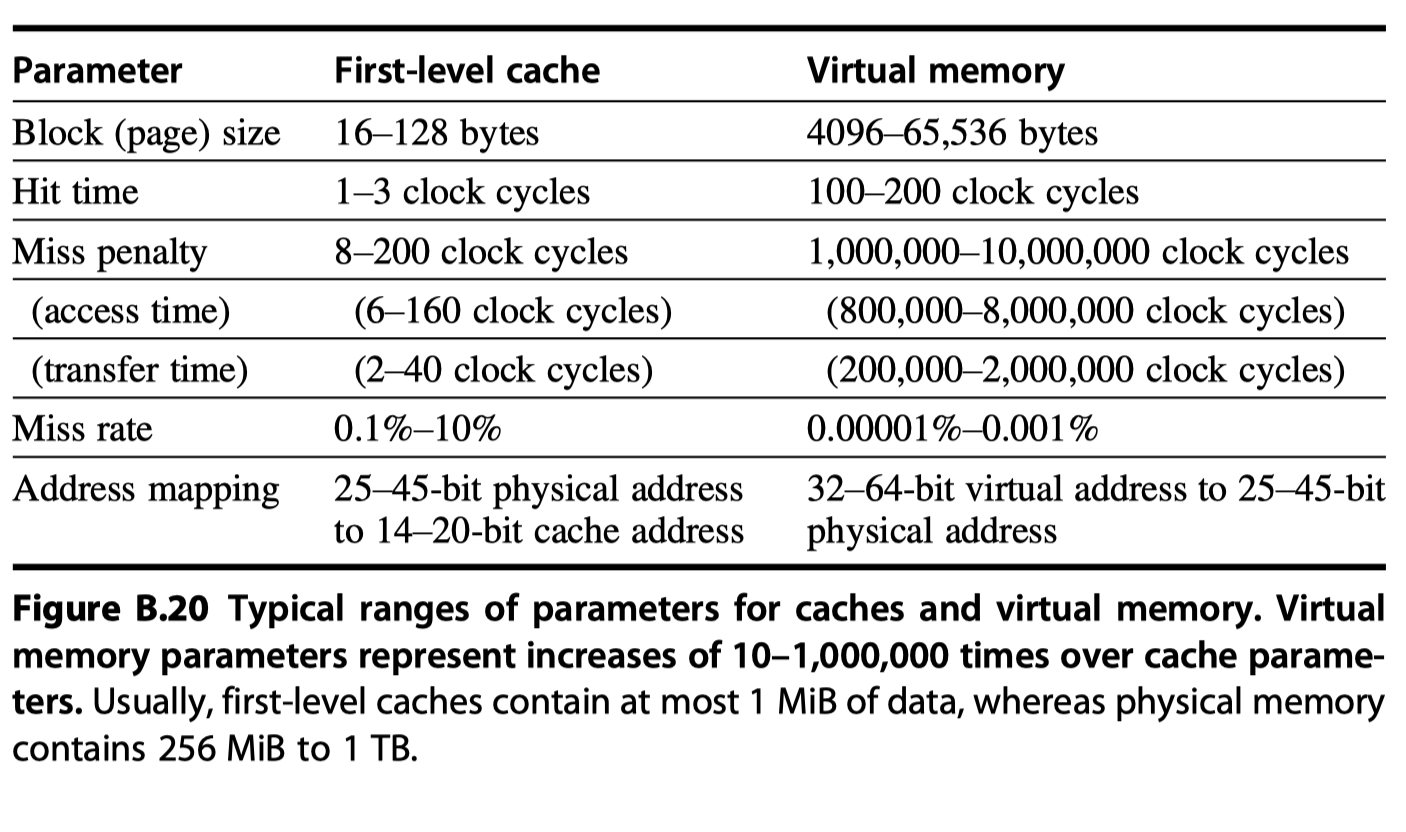 Parameter First-level cache Virtual memory
Block (page) size 16–128 bytes 4096–65,536 bytes
Hit time 1–3 clock cycles 100–200 clock cycles
Miss penalty 8–200 clock cycles 1,000,000–10,000,000 clock cycles
(access time) (6–160 clock cycles) (800,000–8,000,000 clock cycles)
(transfer time) (2–40 clock cycles) (200,000–2,000,000 clock cycles)
Miss rate 0.1%–10% 0.00001%–0.001%
Address mapping 25–45-bit physical address 32–64-bit virtual address to 25–45-bit
to 14–20-bit cache address physical address
Figure B.20 Typical ranges of parameters for caches and virtual memory. Virtual
memory parameters represent increases of 10–1,000,000 times over cache parame-
ters. Usually, first-level caches contain at most 1 MiB of data, whereas physical memory
contains 256 MiB to 1 TB.